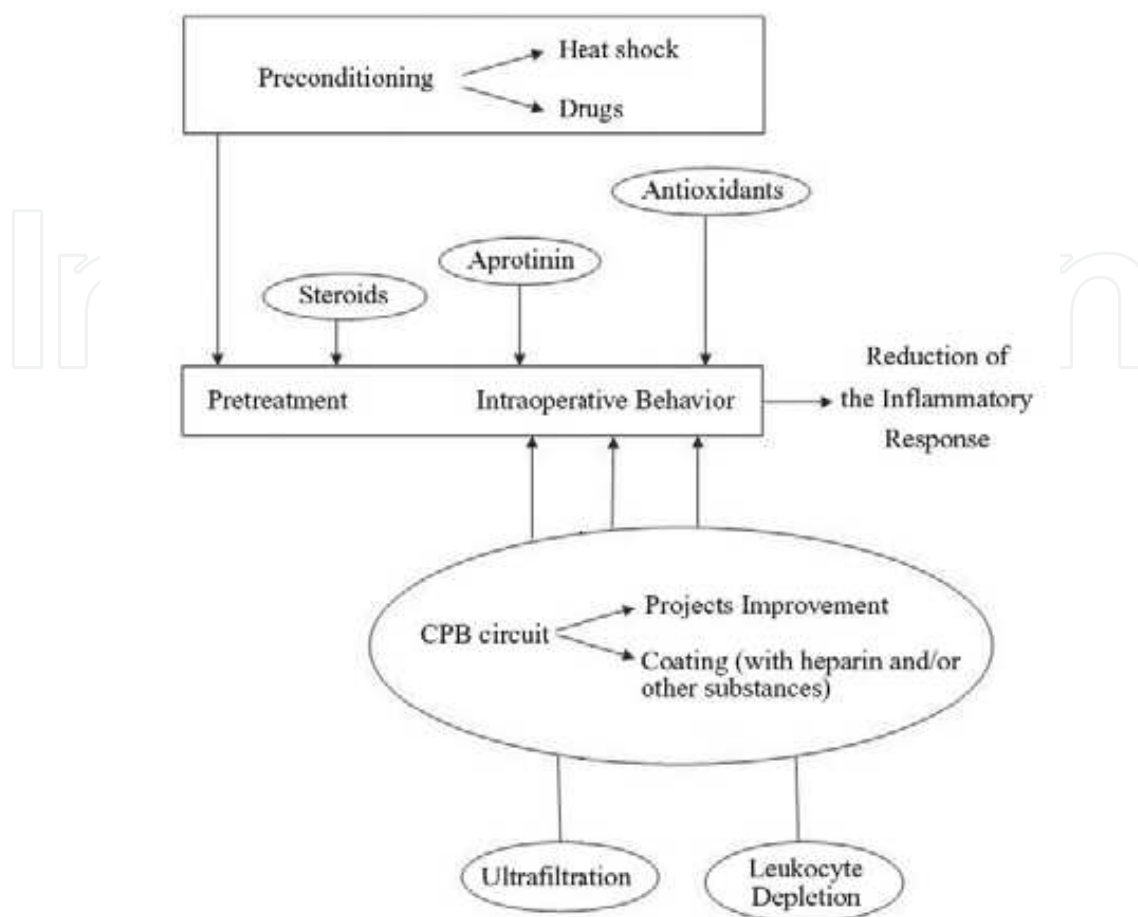 Heat shock
Preconditioning
Drugs
Antioxidants
Aprotinin
Steroids
Pretreatment Intraoperative Behavior
Reduction of
the Inflammatory
Response
Projects Improvement
CPB circuit
Coating (with heparin and/or
other substances)
Ultrafiltration
Leukocyte
Depletion